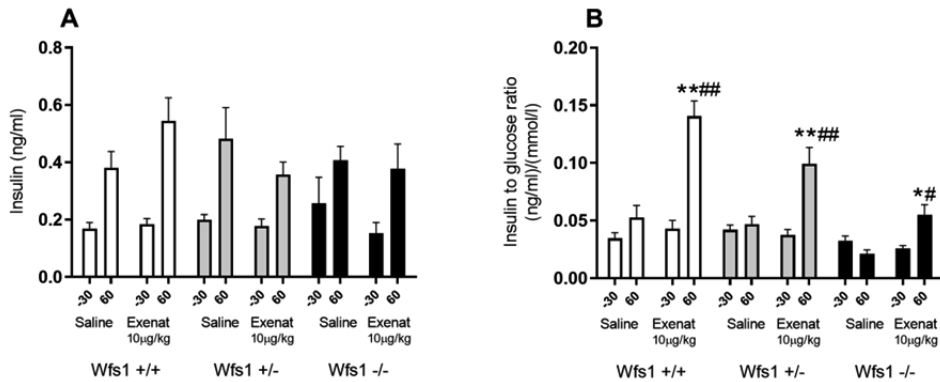 A
Insulin (ng/ml)
0.8
0.6
0.4
0.2
0.0
-30 60 -30 60 -30 60 -30 60 -30 60 -30 60
Saline Exenat Saline Exenat Saline Exenat
10µg/kg 10µg/kg 10µg/kg
Wfs1 +/+ Wfs1 +/- Wfs1 -/-
B
Insulin to glucose ratio
(ng/ml)/(mmol/l)
0.20
0.15
0.10
0.05
0.00
**##
**##
*#
-30 60 -30 60 -30 60 -30 60 -30 60 -30 60
Saline Exenat Saline Exenat Saline Exenat
10µg/kg 10µg/kg 10µg/kg
Wfs1 +/+ Wfs1 +/- Wfs1 -/-